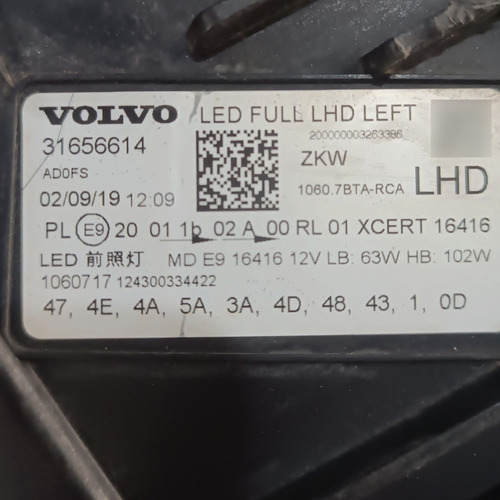 VOLVO LED FULL LHD LEFT
31656614 200000003263386
AD0FS ZKW
02/09/19 12:09 1060.7BTA-RCA LHD
PL E9 20 01 1b 02 A 00 RL 01 XCERT 16416
LED 前照灯 MD E9 16416 12V LB: 63W HB: 102W
1060717 124300334422
47, 4E, 4A, 5A, 3A, 4D, 48, 43, 1, 0D